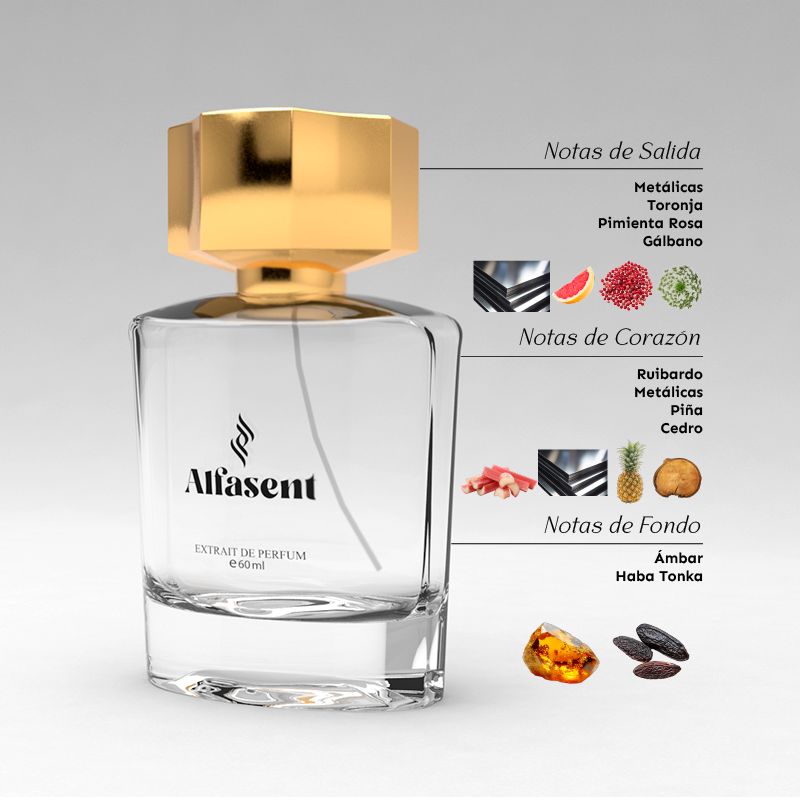 Notas de Salida
Metálicas
Toronja
Pimienta Rosa
Gálbano
Notas de Corazón
Ruibardo
Metálicas
Piña
Cedro
Alfasent
Notas de Fondo
EXTRAIT DE PERFUM
e 60 ml
Ámbar
Haba Tonka